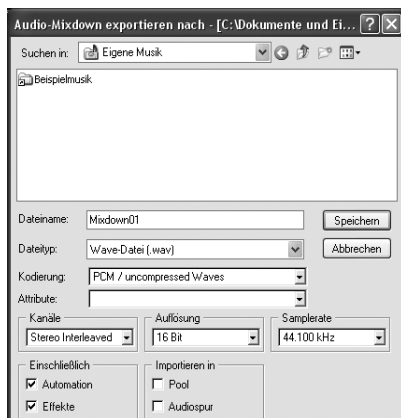 Audio-Mixdown exportieren nach - [C:\Dokumente und Ei...
Suchen in: Eigene Musik
Beispielmusik
Dateiname: Mixdown01 Speichern
Dateityp: Wave-Datei (.wav) Abbrechen
Kodierung: PCM / uncompressed Waves
Attribute:
Kanäle Auflösung Samplerate
Stereo Interleaved 16 Bit 44.100 kHz
Einschließlich Importieren in
Automation Pool
Effekte Audiospur